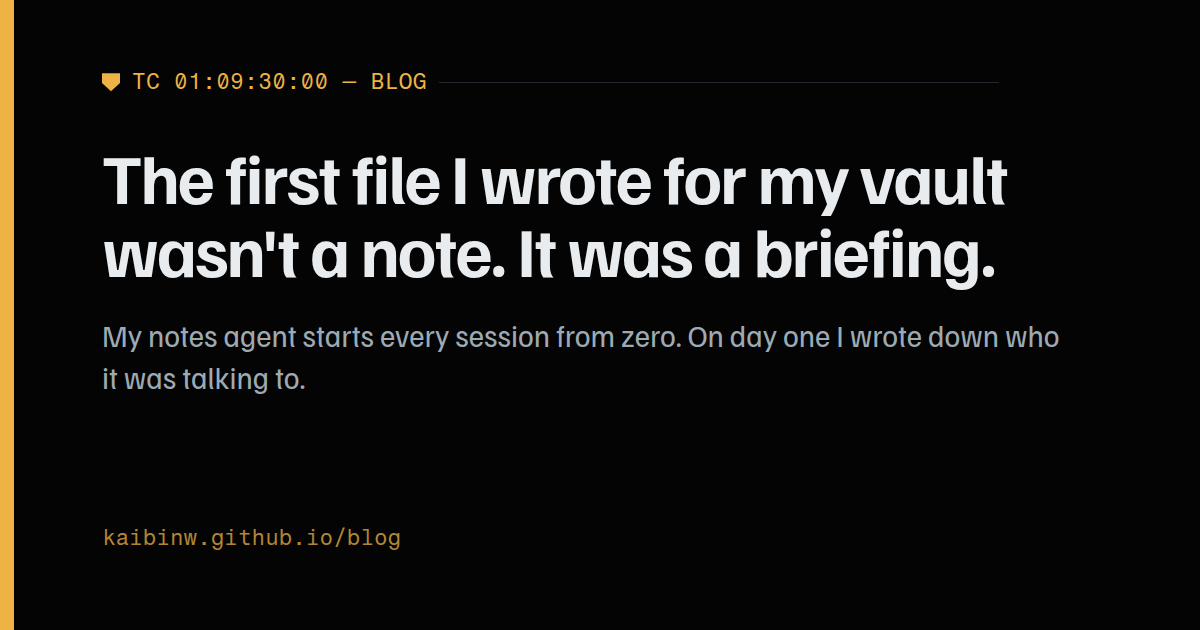 TC 01:09:30:00 — BLOG
The first file I wrote for my vault
wasn't a note. It was a briefing.
My notes agent starts every session from zero. On day one I wrote down who
it was talking to.
kaibinw.github.io/blog